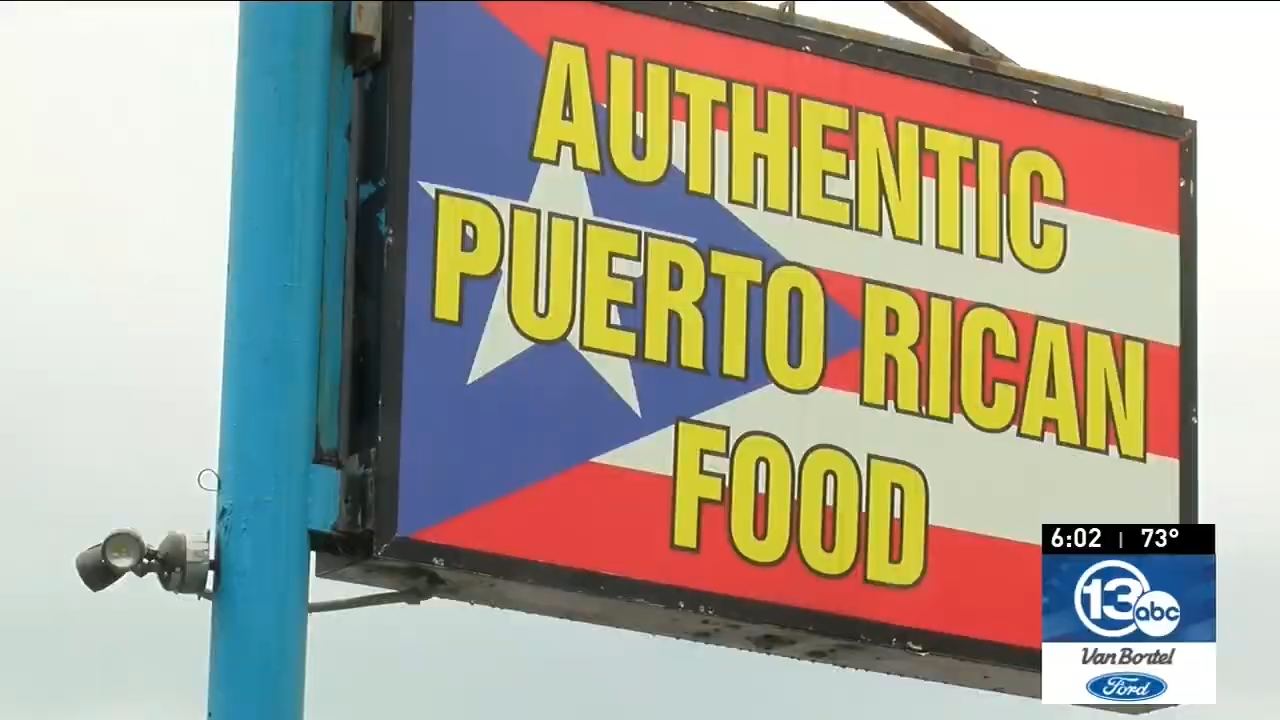 AUTHENTIC
PUERTO RICAN
FOOD
6:02 | 73°
13 abc
Van Bortel
Ford